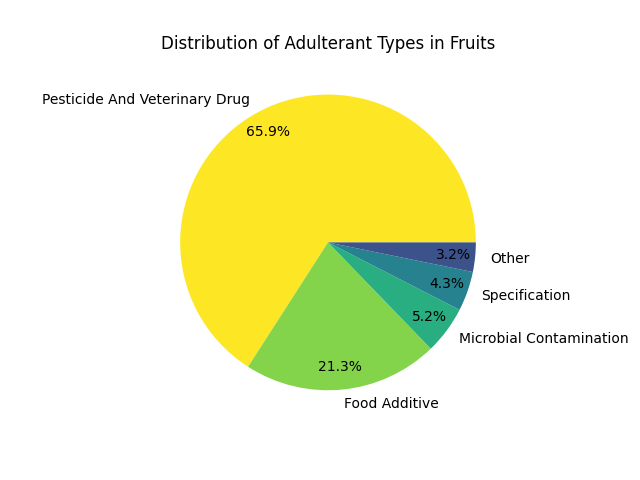 Distribution of Adulterant Types in Fruits
Pesticide And Veterinary Drug
65.9%
3.2%
Other
4.3%
Specification
5.2%
Microbial Contamination
21.3%
Food Additive